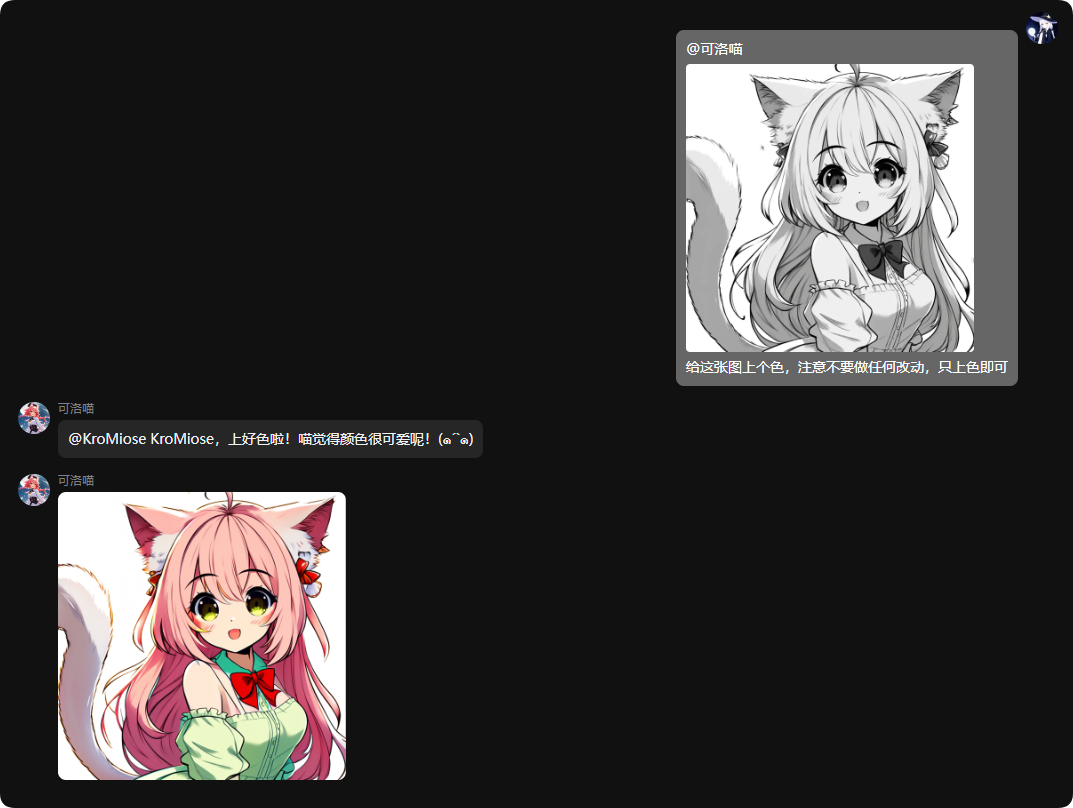 @可洛喵
给这张图上个色，注意不要做任何改动，只上色即可
可洛喵
@KroMiose KroMiose，上好色啦！喵觉得颜色很可爱呢！(๑˃̵ᴗ˂̵)
可洛喵